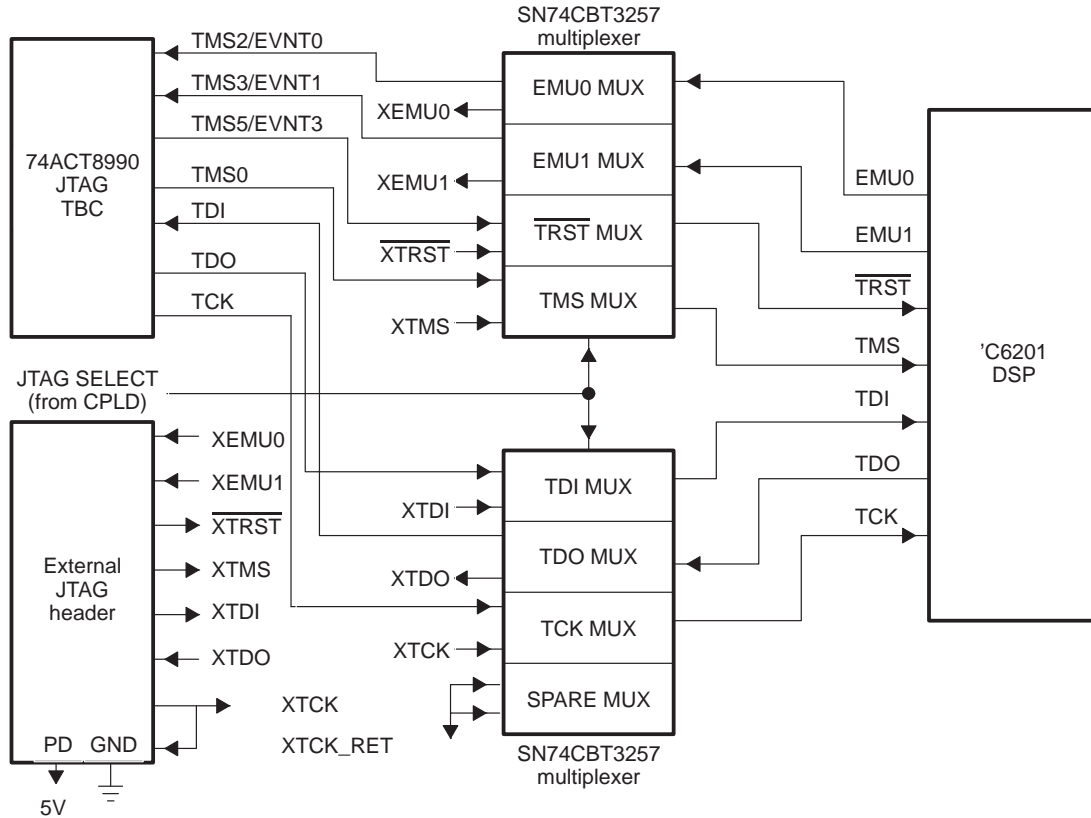 SN74CBT3257
multiplexer
TMS2/EVNT0
TMS3/EVNT1
TMS5/EVNT3
TMS0
TDI
TDO
TCK
74ACT8990
JTAG
TBC
XEMU0
XEMU1
XTRST
XTMS
EMU0 MUX
EMU1 MUX
TRST MUX
TMS MUX
EMU0
EMU1
TRST
TMS
TDI
TDO
TCK
'C6201
DSP
JTAG SELECT
(from CPLD)
XEMU0
XEMU1
XTRST
XTMS
XTDI
XTDO
XTCK
XTCK_RET
External
JTAG
header
PD GND
5V
XTDI
XTDO
XTCK
TDI MUX
TDO MUX
TCK MUX
SPARE MUX
SN74CBT3257
multiplexer